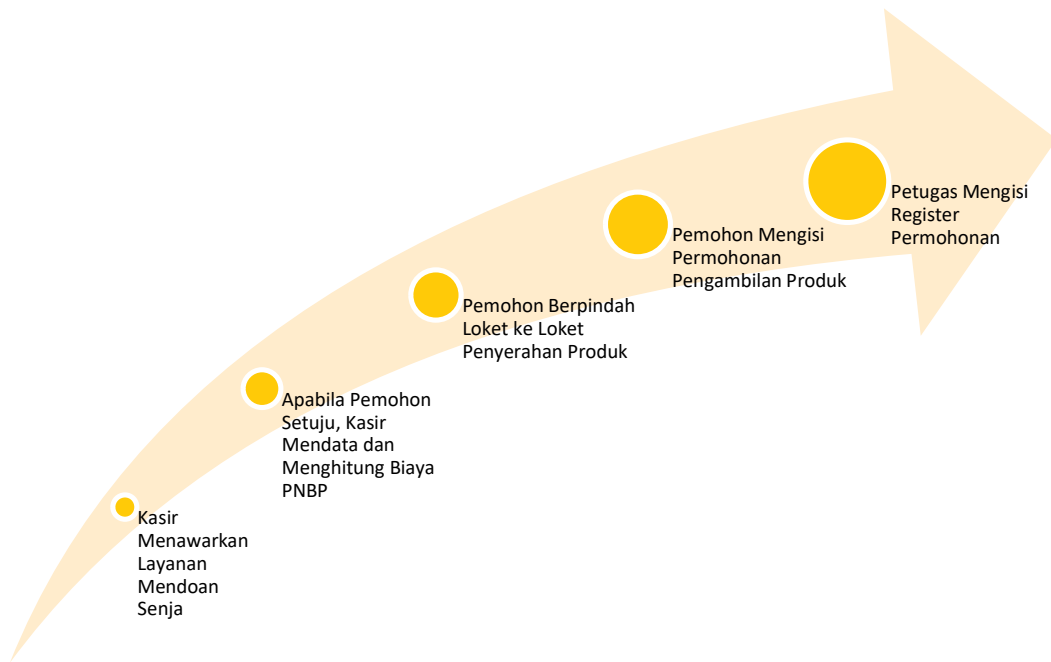 Kasir
Menawarkan
Layanan
Mendoan
Senja
Apabila Pemohon
Setuju, Kasir
Mendata dan
Menghitung Biaya
PNBP
Pemohon Berpindah
Loket ke Loket
Penyerahan Produk
Pemohon Mengisi
Permohonan
Pengambilan Produk
Petugas Mengisi
Register
Permohonan